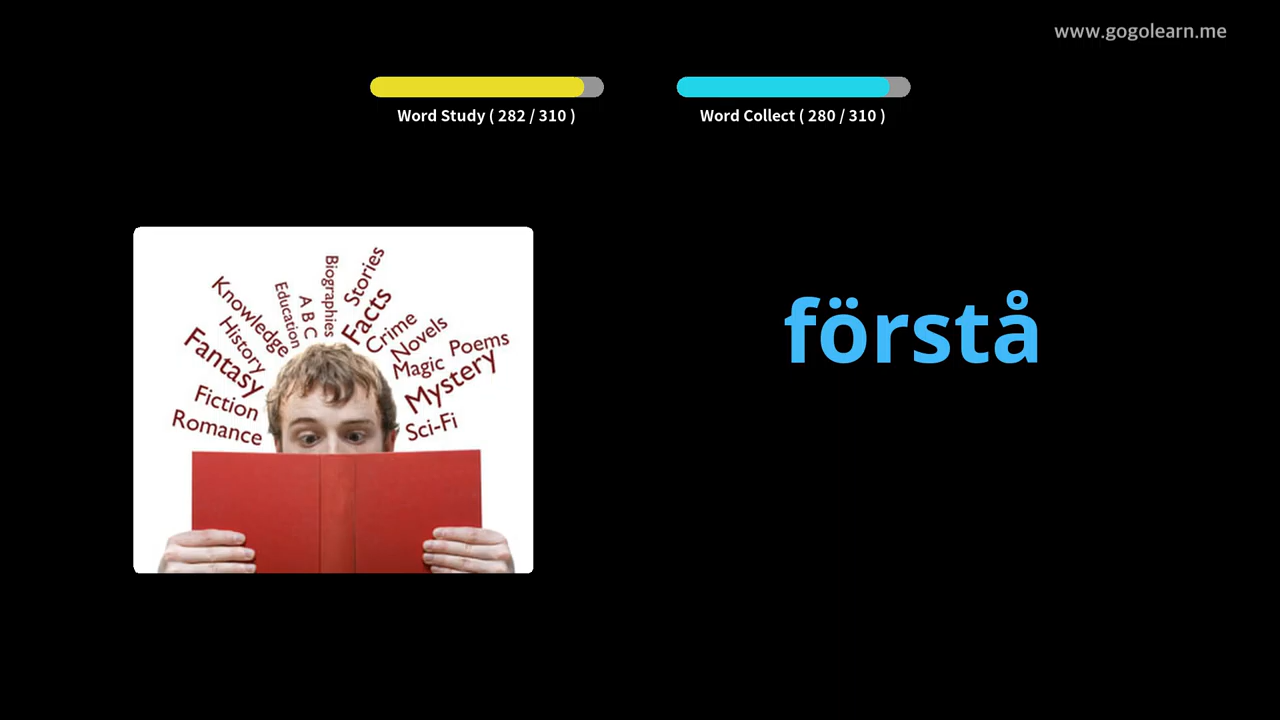 www.gogolearn.me
Word Study ( 282 / 310 )
Word Collect ( 280 / 310 )
Knowledge
History
Fantasy
Fiction
Romance
Education
A B C
Biographies
Stories
Facts
Crime
Novels
Magic
Poems
Mystery
Sci-Fi
förstå